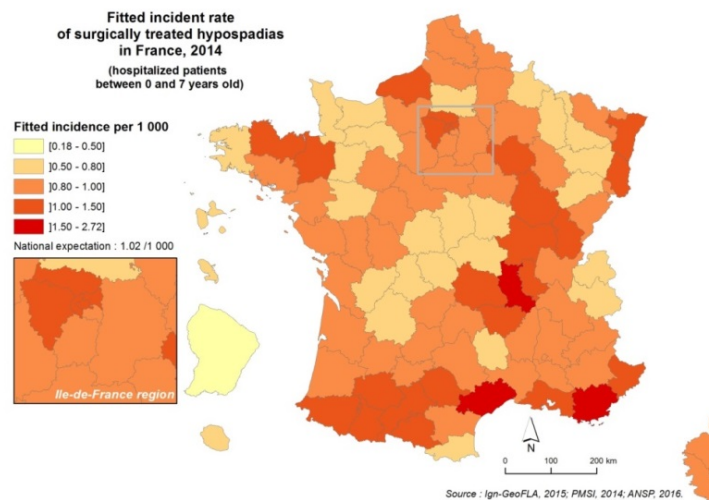 Fitted incident rate
of surgically treated hypospadias
in France, 2014
(hospitalized patients
between 0 and 7 years old)
Fitted incidence per 1 000
]0.18 - 0.50]
]0.50 - 0.80]
]0.80 - 1.00]
]1.00 - 1.50]
]1.50 - 2.72]
National expectation : 1.02 /1 000
Ile-de-France region
N
0 100 200 km
Source : Ign-GeoFLA, 2015; PMSI, 2014; ANSP, 2016.